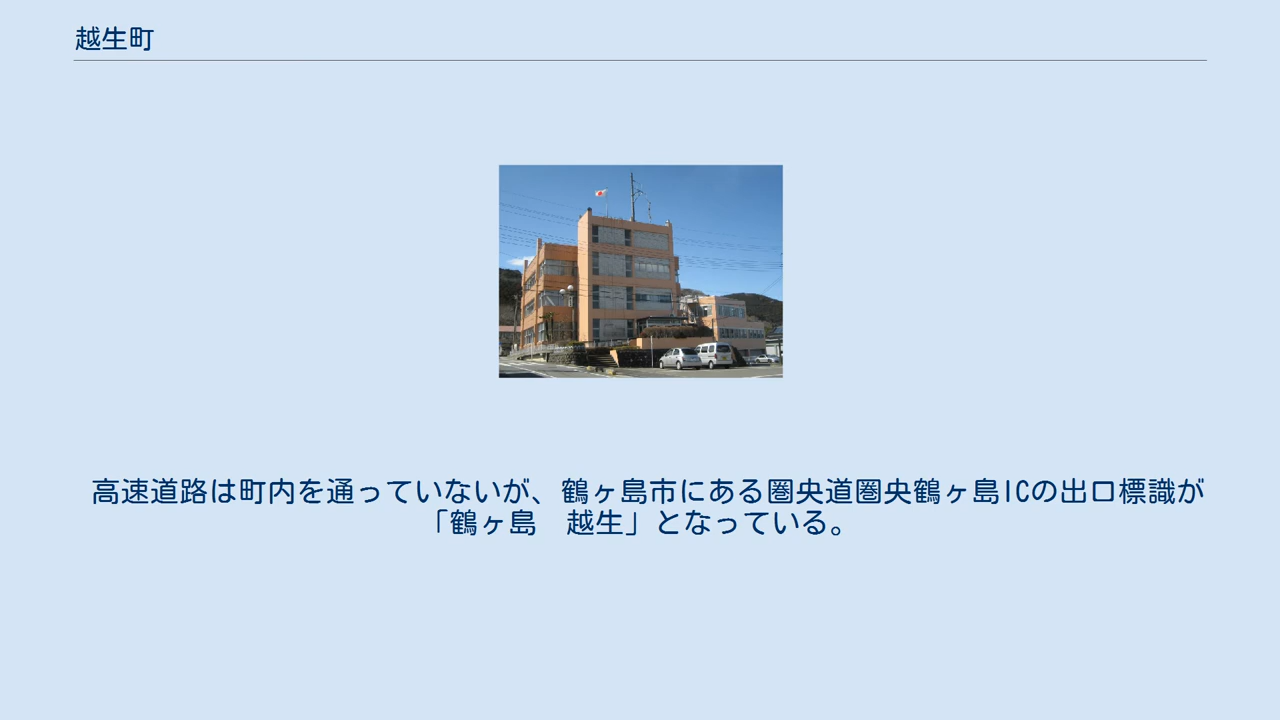 越生町
高速道路は町内を通っていないが、鶴ヶ島市にある圏央道圏央鶴ヶ島ICの出口標識が
「鶴ヶ島　越生」となっている。